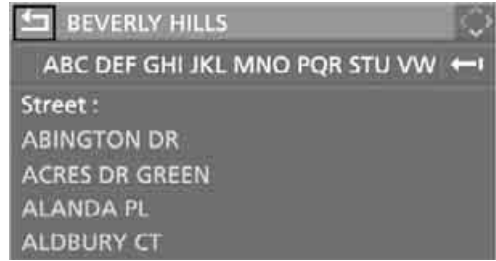 BEVERLY HILLS
ABC DEF GHI JKL MNO PQR STU VW
Street :
ABINGTON DR
ACRES DR GREEN
ALANDA PL
ALDBURY CT